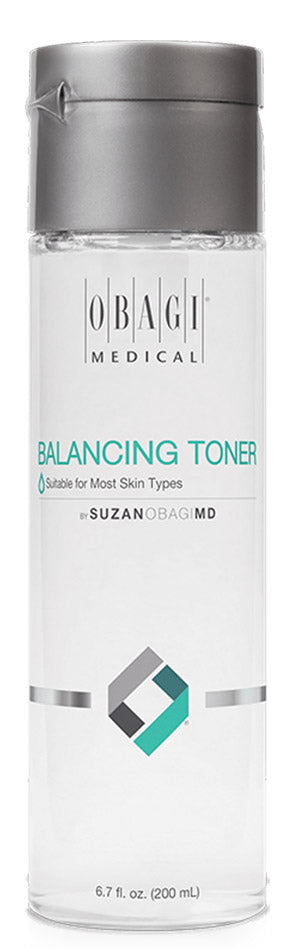 OBAGI®
MEDICAL
BALANCING TONER
Suitable for Most Skin Types
BY SUZANOBAGIMD
®
6.7 fl. oz. (200 mL)